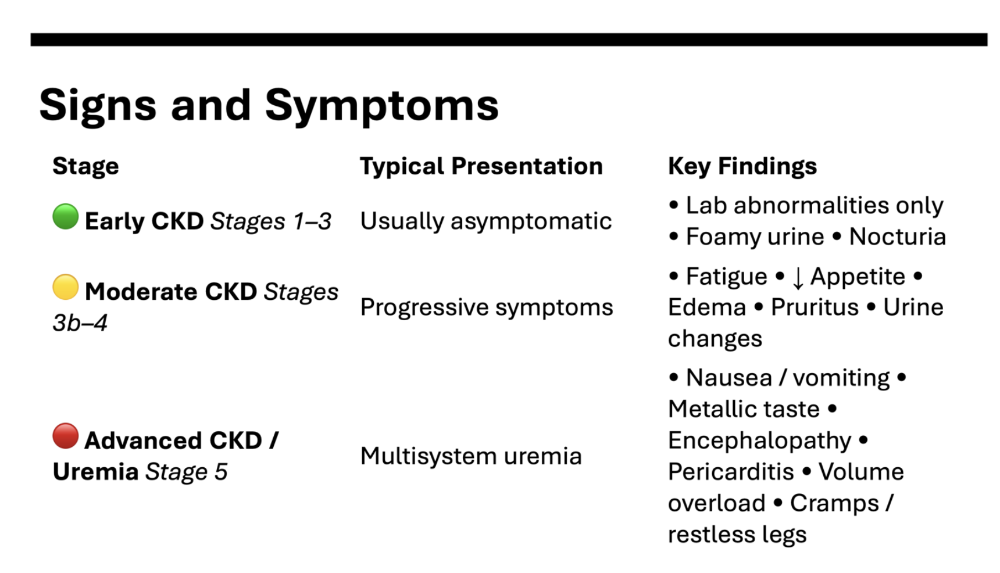 Signs and Symptoms
Stage
Typical Presentation
Key Findings
Early CKD Stages 1–3
Usually asymptomatic
• Lab abnormalities only
• Foamy urine • Nocturia
Moderate CKD Stages
3b–4
Progressive symptoms
• Fatigue • ↓ Appetite •
Edema • Pruritus • Urine
changes
Advanced CKD /
Uremia Stage 5
Multisystem uremia
• Nausea / vomiting •
Metallic taste •
Encephalopathy •
Pericarditis • Volume
overload • Cramps /
restless legs